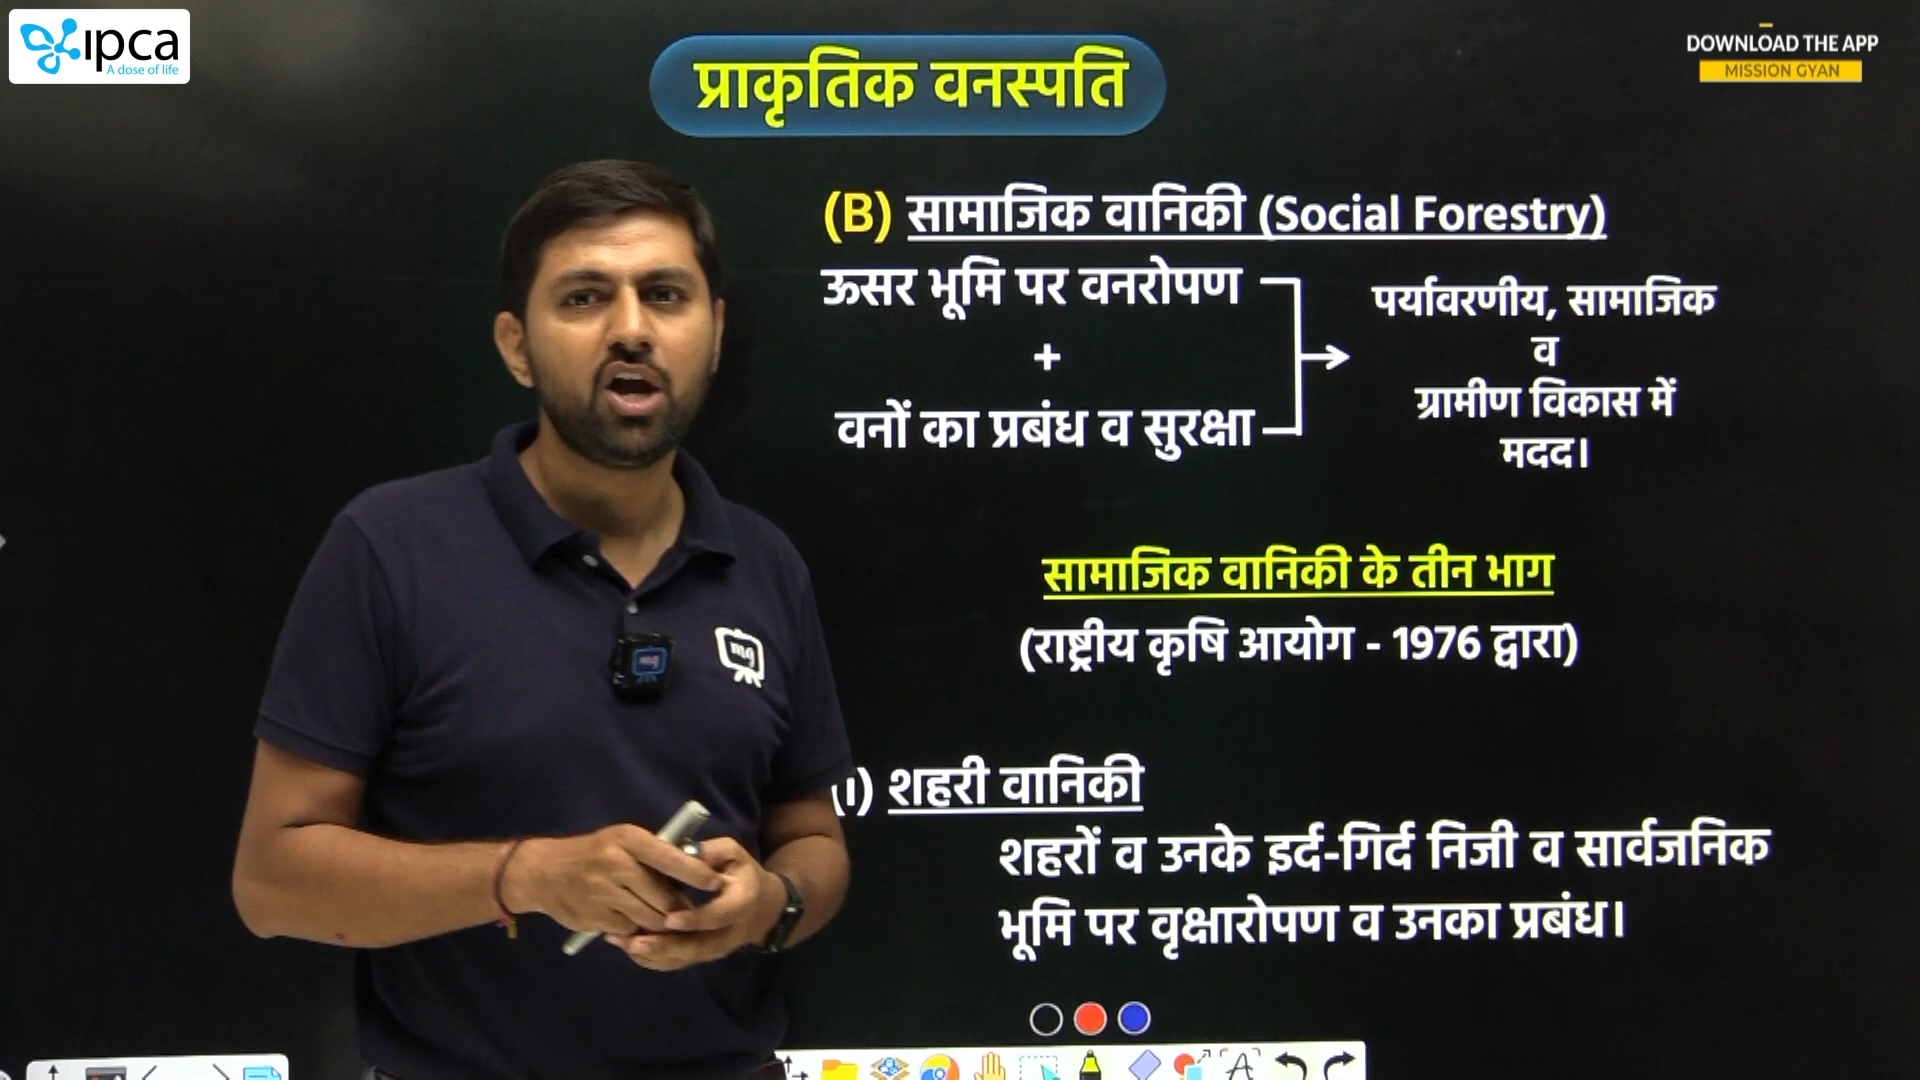 ipca
A dose of life
DOWNLOAD THE APP
MISSION GYAN
प्राकृतिक वनस्पति
(B) सामाजिक वानिकी (Social Forestry)
ऊसर भूमि पर वनरोपण
+
वनों का प्रबंध व सुरक्षा
पर्यावरणीय, सामाजिक
व
ग्रामीण विकास में
मदद।
सामाजिक वानिकी के तीन भाग
(राष्ट्रीय कृषि आयोग - 1976 द्वारा)
(i) शहरी वानिकी
शहरों व उनके इर्द-गिर्द निजी व सार्वजनिक
भूमि पर वृक्षारोपण व उनका प्रबंध।
mg